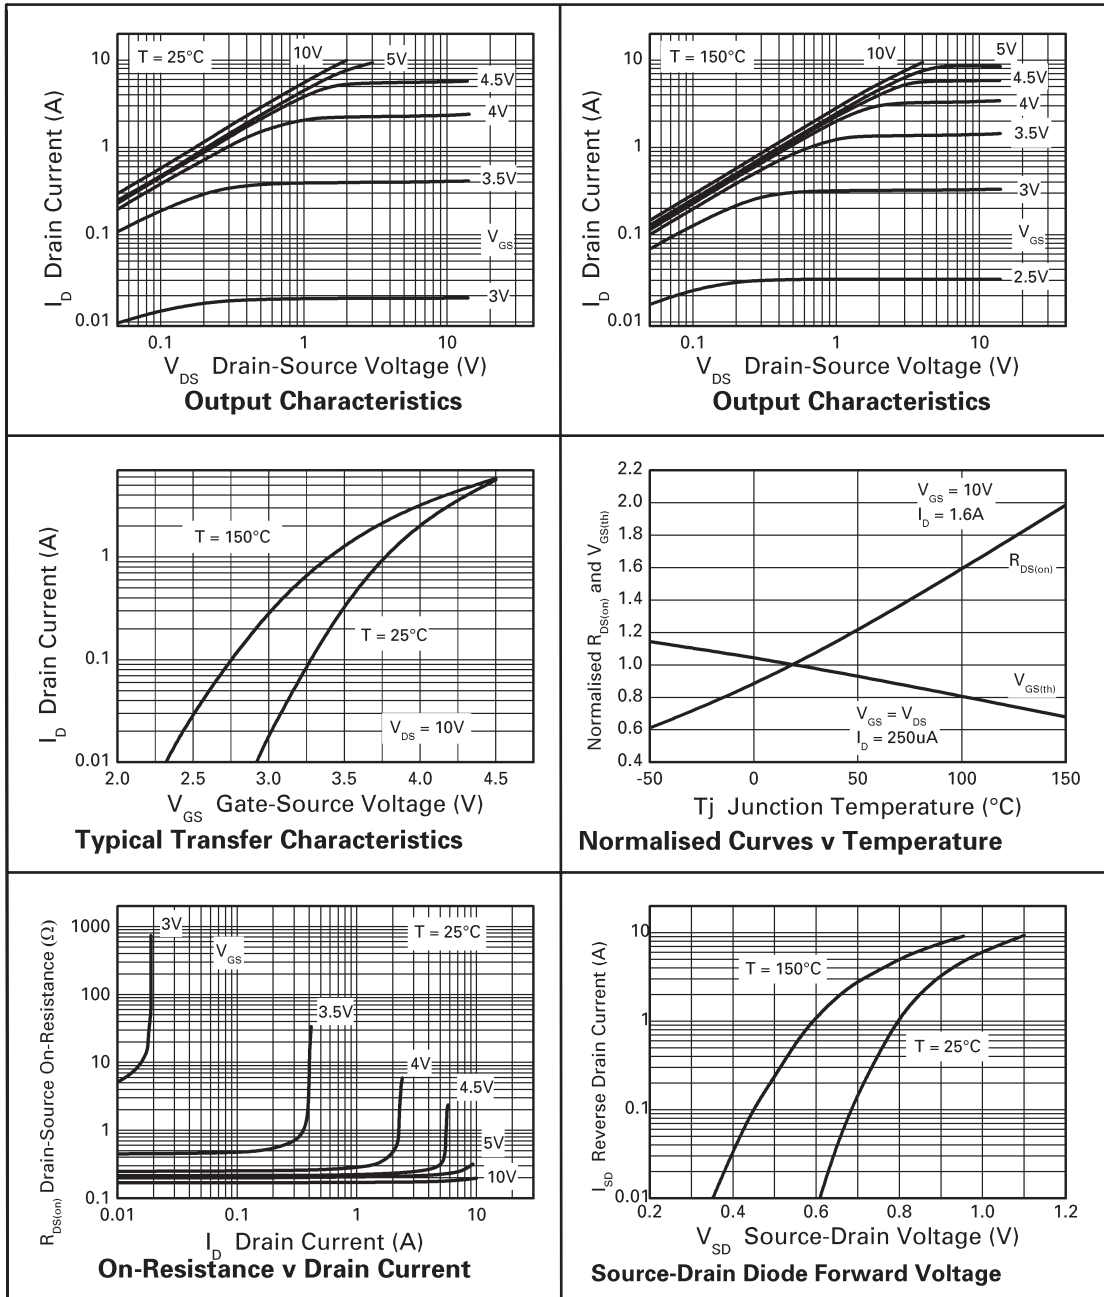 T = 25°C
10V
5V
4.5V
4V
3.5V
V_GS
3V
10
1
0.1
0.01
0.1
1
10
I_D Drain Current (A)
V_DS Drain-Source Voltage (V)
Output Characteristics
T = 150°C
10V
5V
4.5V
4V
3.5V
3V
V_GS
2.5V
10
1
0.1
0.01
0.1
1
10
I_D Drain Current (A)
V_DS Drain-Source Voltage (V)
Output Characteristics
T = 150°C
T = 25°C
V_DS = 10V
1
0.1
0.01
2.0
2.5
3.0
3.5
4.0
4.5
I_D Drain Current (A)
V_GS Gate-Source Voltage (V)
Typical Transfer Characteristics
V_GS = 10V
I_D = 1.6A
R_DS(on)
V_GS(th)
V_GS = V_DS
I_D = 250uA
2.2
2.0
1.8
1.6
1.4
1.2
1.0
0.8
0.6
0.4
-50
0
50
100
150
Normalised R_DS(on) and V_GS(th)
Tj Junction Temperature (°C)
Normalised Curves v Temperature
3V
V_GS
T = 25°C
3.5V
4V
4.5V
5V
10V
1000
100
10
1
0.1
0.01
0.1
1
10
R_DS(on) Drain-Source On-Resistance (Ω)
I_D Drain Current (A)
On-Resistance v Drain Current
T = 150°C
T = 25°C
10
1
0.1
0.01
0.2
0.4
0.6
0.8
1.0
1.2
I_SD Reverse Drain Current (A)
V_SD Source-Drain Voltage (V)
Source-Drain Diode Forward Voltage